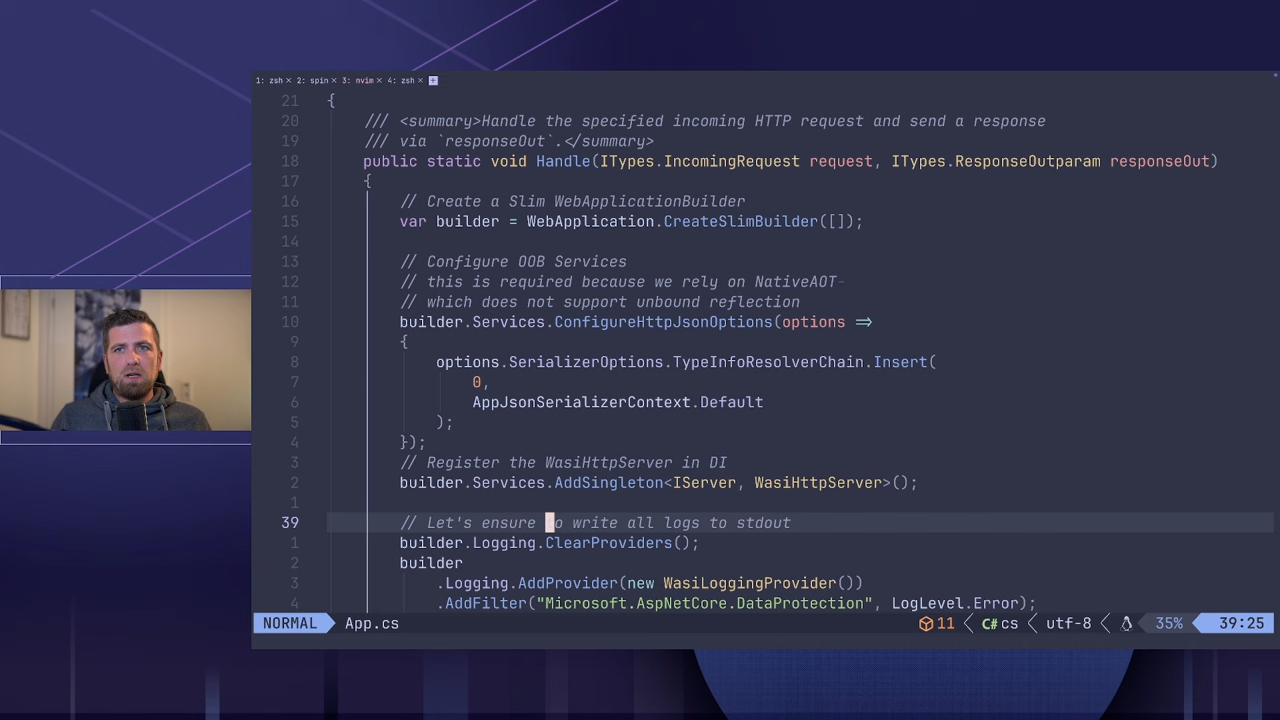 1: zsh × 2: spin × 3: nvim × 4: zsh × +
21 {
20 /// <summary>Handle the specified incoming HTTP request and send a response
19 /// via `responseOut`.</summary>
18 public static void Handle(ITypes.IncomingRequest request, ITypes.ResponseOutparam responseOut)
17 {
16 // Create a Slim WebApplicationBuilder
15 var builder = WebApplication.CreateSlimBuilder([]);
14
13 // Configure OOB Services
12 // this is required because we rely on NativeAOT-
11 // which does not support unbound reflection
10 builder.Services.ConfigureHttpJsonOptions(options =>
9 {
8 options.SerializerOptions.TypeInfoResolverChain.Insert(
7 0,
6 AppJsonSerializerContext.Default
5 );
4 });
3 // Register the WasiHttpServer in DI
2 builder.Services.AddSingleton<IServer, WasiHttpServer>();
1
39 // Let's ensure to write all logs to stdout
1 builder.Logging.ClearProviders();
2 builder
3 .Logging.AddProvider(new WasiLoggingProvider())
4 .AddFilter("Microsoft.AspNetCore.DataProtection", LogLevel.Error);
NORMAL App.cs 11 C# cs utf-8 35% 39:25